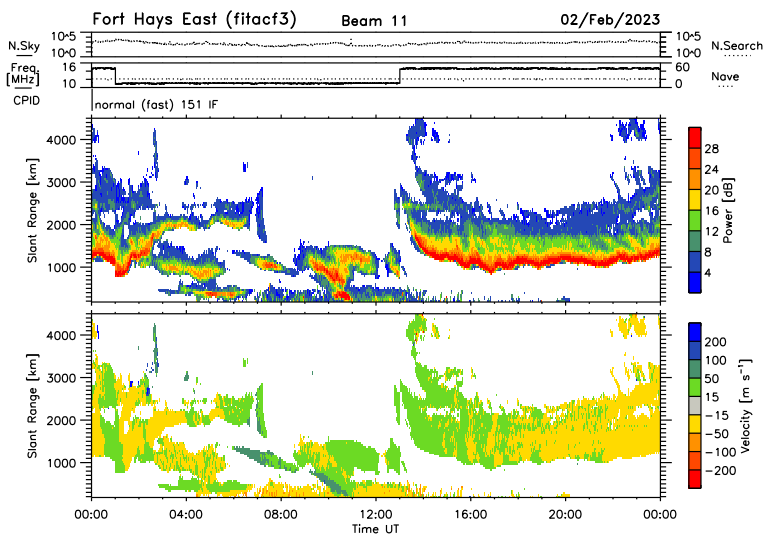 Fort Hays East (fitacf3) Beam 11 02/Feb/2023
N.Sky 10^5 10^0 10^5 10^0 N.Search
Freq. [MHz] 16 10 60 0 Nave
CPID normal (fast) 151 IF
Slant Range [km] 4000 3000 2000 1000
Power [dB] 28 24 20 16 12 8 4
Slant Range [km] 4000 3000 2000 1000
Velocity [m s⁻¹] 200 100 50 15 −15 −50 −100 −200
00:00 04:00 08:00 12:00 16:00 20:00 00:00
Time UT